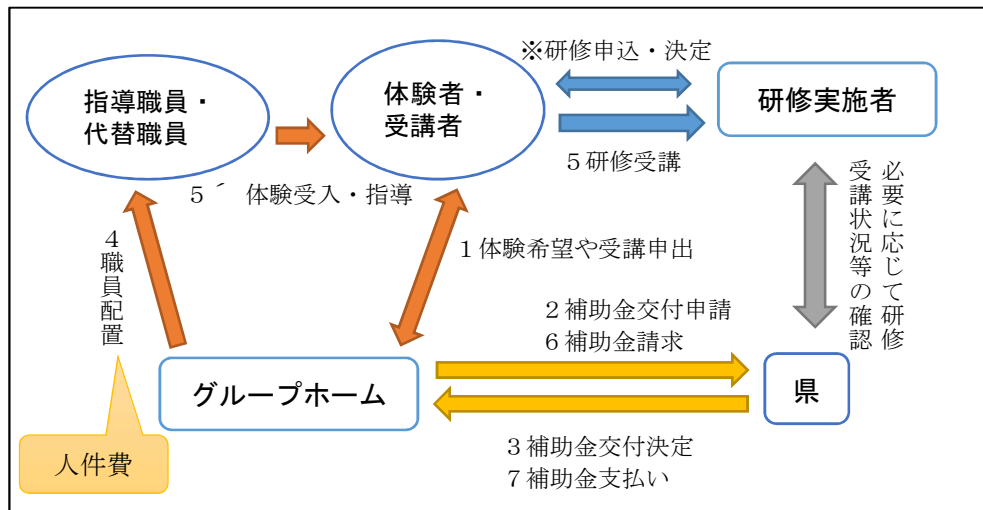 ※研修申込・決定
指導職員・
代替職員
体験者・
受講者
研修実施者
5研修受講
5´ 体験受入・指導
4職員配置
1体験希望や受講申出
必要に応じて研修
受講状況等の確認
2補助金交付申請
6補助金請求
グループホーム
県
3補助金交付決定
7補助金支払い
人件費